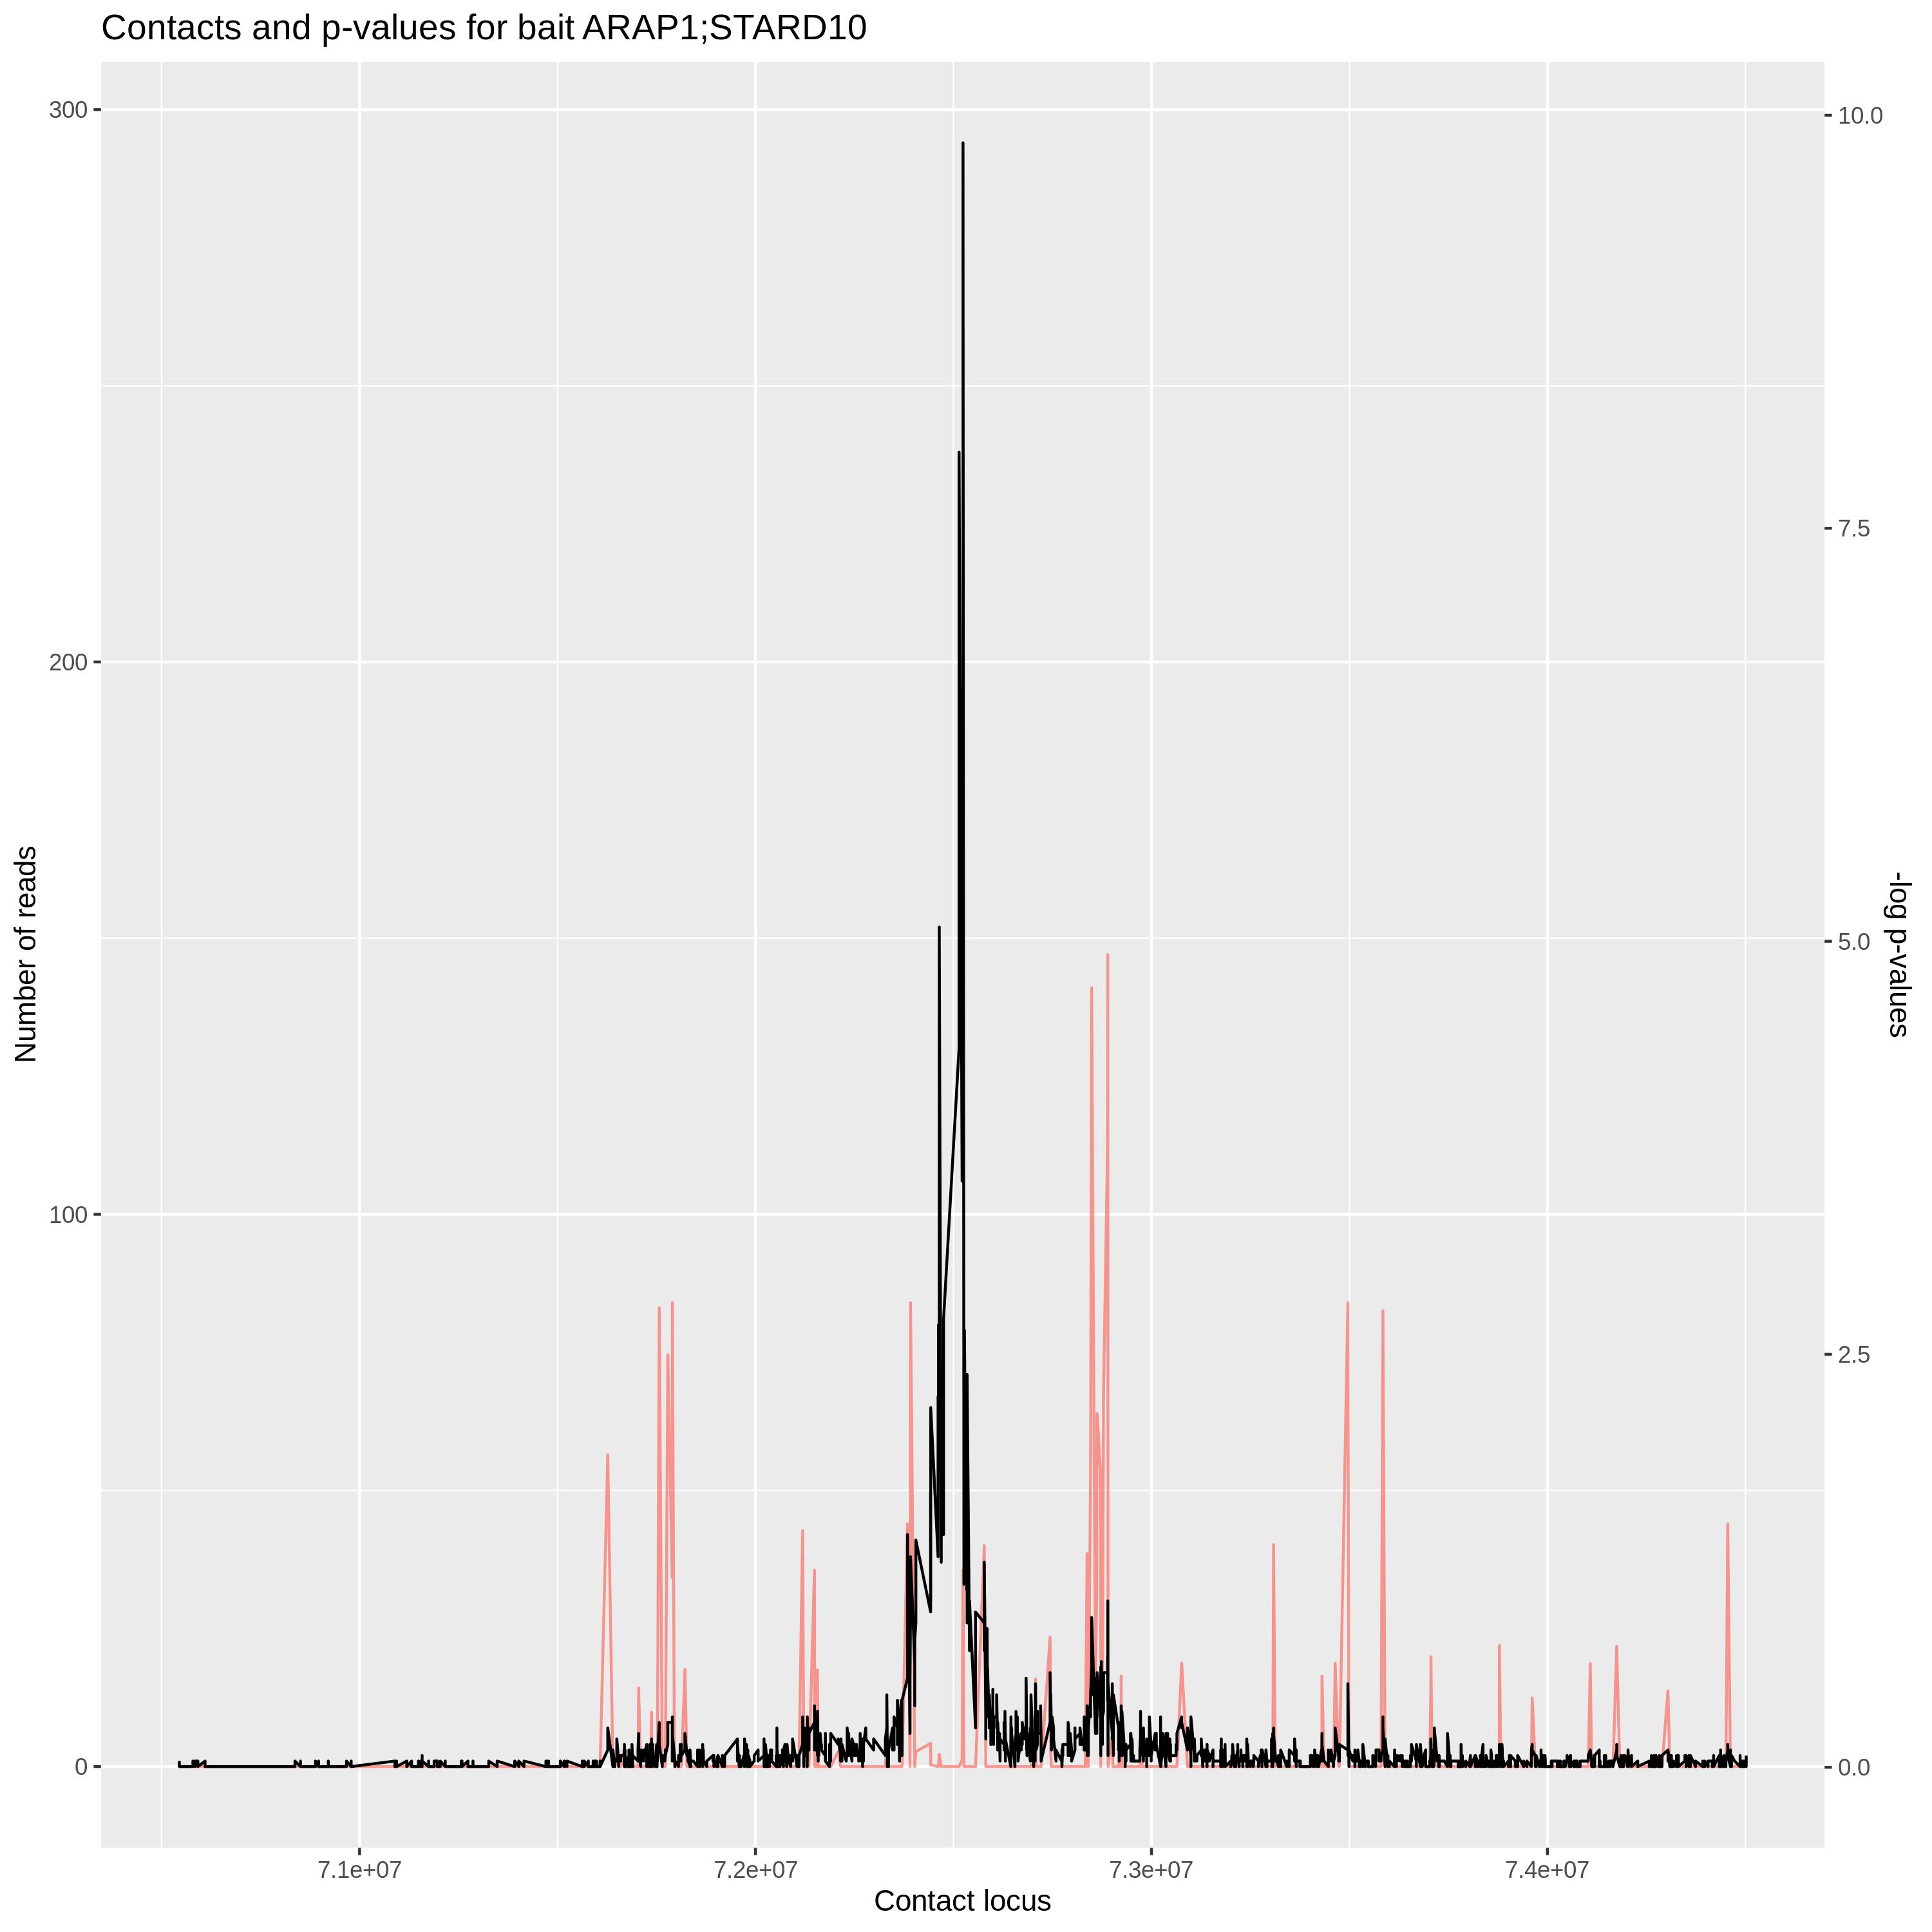 Contacts and p-values for bait ARAP1;STARD10
300
200
100
0
Number of reads
10.0
7.5
5.0
2.5
0.0
-log p-values
7.1e+07
7.2e+07
7.3e+07
7.4e+07
Contact locus